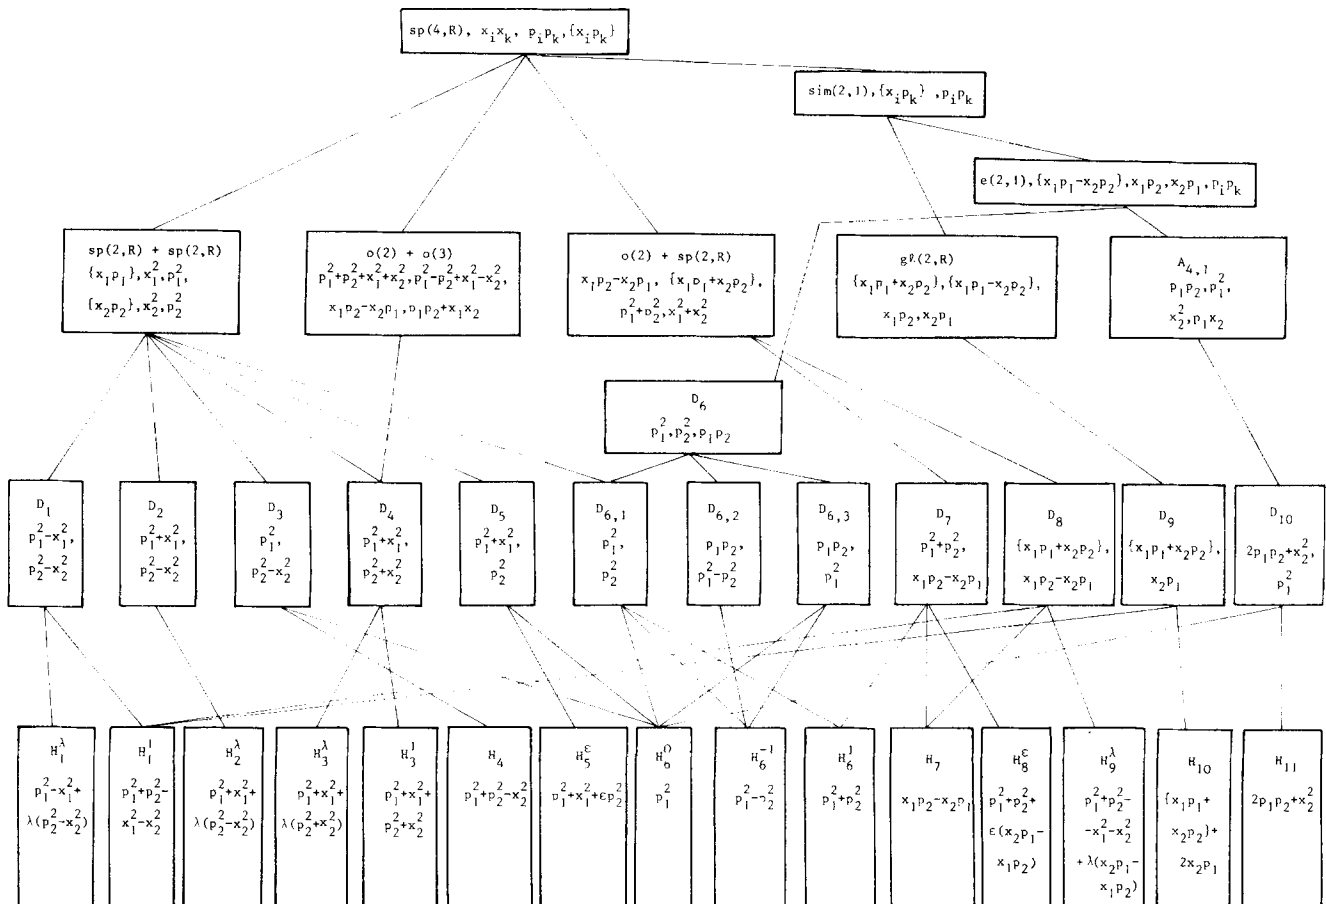 sp(4,R), x_i x_k, p_i p_k, {x_i p_k}
sim(2,1), {x_i p_k} , p_i p_k
e(2,1), {x_1 p_1 - x_2 p_2}, x_1 p_2, x_2 p_1, p_i p_k
sp(2,R) + sp(2,R)
{x_1 p_1}, x_1^2, p_1^2,
{x_2 p_2}, x_2^2, p_2^2
o(2) + o(3)
p_1^2+p_2^2+x_1^2+x_2^2, p_1^2-p_2^2+x_1^2-x_2^2,
x_1 p_2-x_2 p_1, p_1 p_2+x_1 x_2
o(2) + sp(2,R)
x_1 p_2-x_2 p_1, {x_1 p_1+x_2 p_2},
p_1^2+p_2^2, x_1^2+x_2^2
gℓ(2,R)
{x_1 p_1+x_2 p_2}, {x_1 p_1-x_2 p_2},
x_1 p_2, x_2 p_1
A_{4,1}
p_1 p_2, p_1^2,
x_2^2, p_1 x_2
D_6
p_1^2, p_2^2, p_1 p_2
D_1
p_1^2-x_1^2,
p_2^2-x_2^2
D_2
p_1^2+x_1^2,
p_2^2-x_2^2
D_3
p_1^2,
p_2^2-x_2^2
D_4
p_1^2+x_1^2,
p_2^2+x_2^2
D_5
p_1^2+x_1^2,
p_2^2
D_{6,1}
p_1^2,
p_2^2
D_{6,2}
p_1 p_2,
p_1^2-p_2^2
D_{6,3}
p_1 p_2,
p_1^2
D_7
p_1^2+p_2^2,
x_1 p_2-x_2 p_1
D_8
{x_1 p_1+x_2 p_2},
x_1 p_2-x_2 p_1
D_9
{x_1 p_1+x_2 p_2},
x_2 p_1
D_{10}
2p_1 p_2+x_2^2,
p_1^2
H_1^λ
p_1^2-x_1^2+
λ(p_2^2-x_2^2)
H_1^1
p_1^2+p_2^2-
x_1^2-x_2^2
H_2^λ
p_1^2+x_1^2+
λ(p_2^2-x_2^2)
H_3^λ
p_1^2+x_1^2+
λ(p_2^2+x_2^2)
H_3^1
p_1^2+x_1^2+
p_2^2+x_2^2
H_4
p_1^2+p_2^2-x_2^2
H_5^ε
p_1^2+x_1^2+εp_2^2
H_6^0
p_1^2
H_6^{-1}
p_1^2-p_2^2
H_6^1
p_1^2+p_2^2
H_7
x_1 p_2-x_2 p_1
H_8^ε
p_1^2+p_2^2+
ε(x_2 p_1-
x_1 p_2)
H_9^λ
p_1^2+p_2^2-
-x_1^2-x_2^2
+λ(x_2 p_1-
x_1 p_2)
H_{10}
{x_1 p_1+
x_2 p_2}+
2x_2 p_1
H_{11}
2p_1 p_2+x_2^2